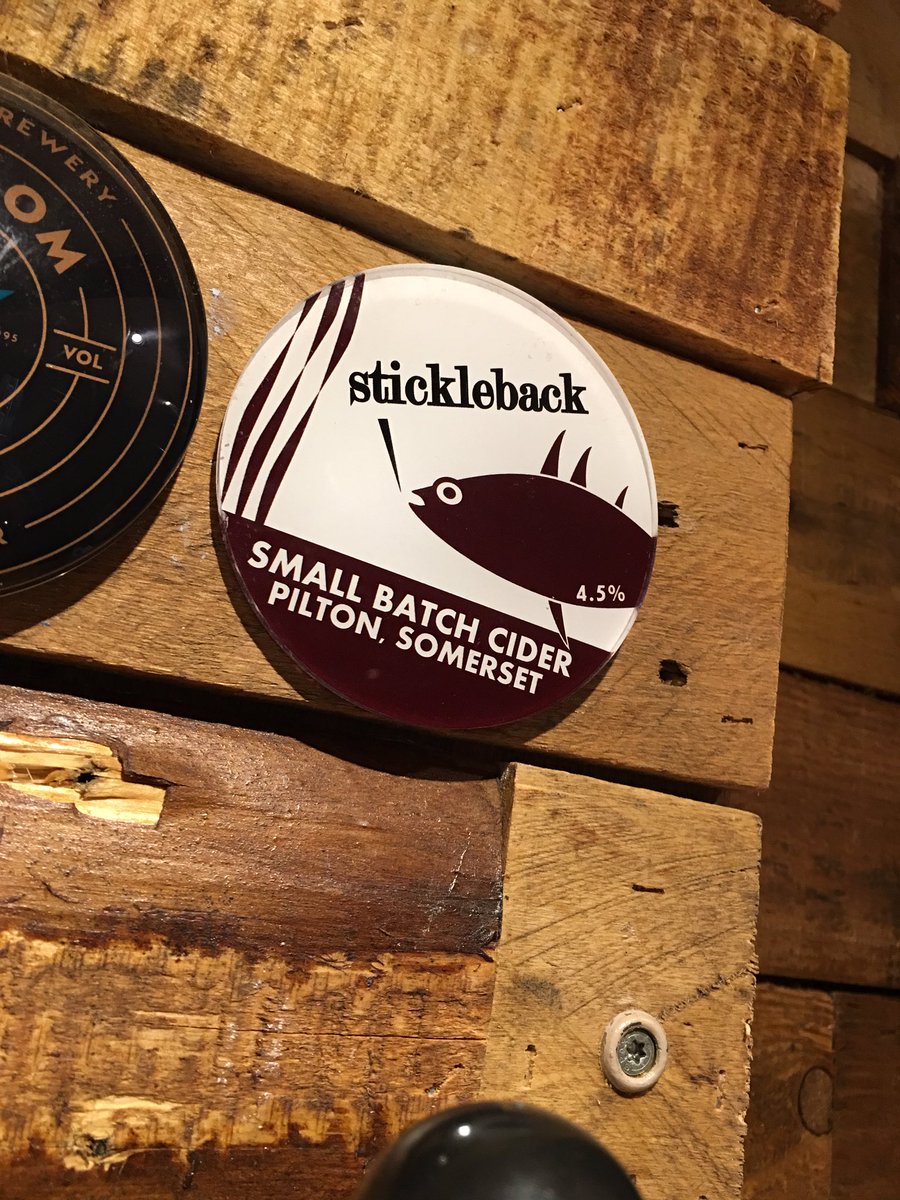 REWERY
OM
VOL
stickleback
4.5%
SMALL BATCH CIDER
PILTON, SOMERSET